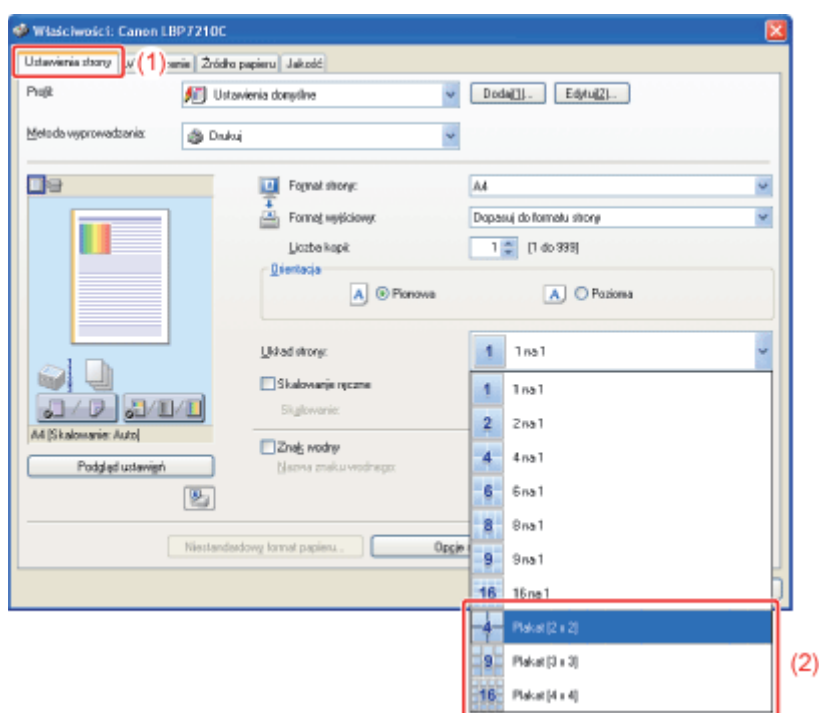 Właściwości: Canon LBP7210C
Ustawienia strony (1) Źródło papieru Jakość
Profil: Ustawienia domyślne Dodaj[1]... Edytuj[2]...
Metoda wyprowadzania: Drukuj
Format strony: A4
Format wyjściowy: Dopasuj do formatu strony
Liczba kopii: 1 [1 do 999]
Orientacja
A Pionowa A Pozioma
Układ strony: 1 1 na 1
Skalowanie ręczne
Skalowanie:
Znak wodny
Nazwa znaku wodnego:
A4 [Skalowanie: Auto]
Podgląd ustawień
Niestandardowy format papieru... Opcje
1 1 na 1
2 2 na 1
4 4 na 1
6 6 na 1
8 8 na 1
9 9 na 1
16 16 na 1
4 Plakat [2 x 2]
9 Plakat [3 x 3]
16 Plakat [4 x 4]
(2)